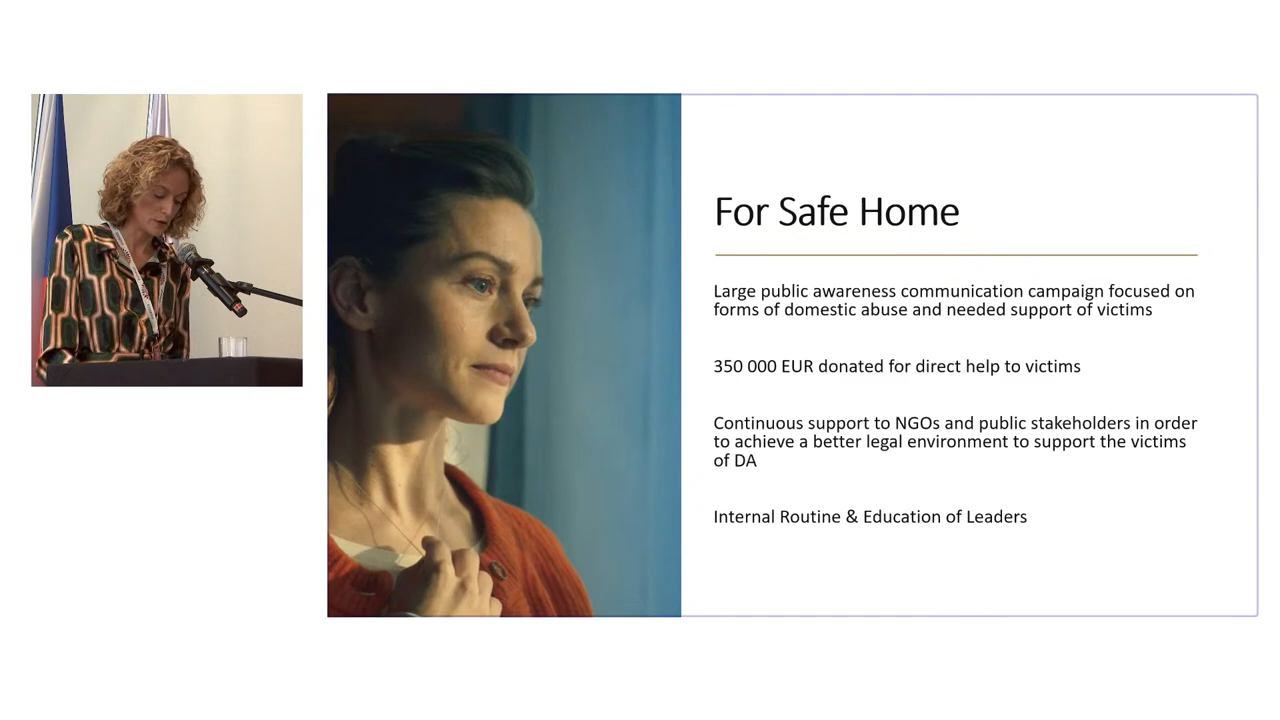 For Safe Home
Large public awareness communication campaign focused on
forms of domestic abuse and needed support of victims
350 000 EUR donated for direct help to victims
Continuous support to NGOs and public stakeholders in order
to achieve a better legal environment to support the victims
of DA
Internal Routine & Education of Leaders